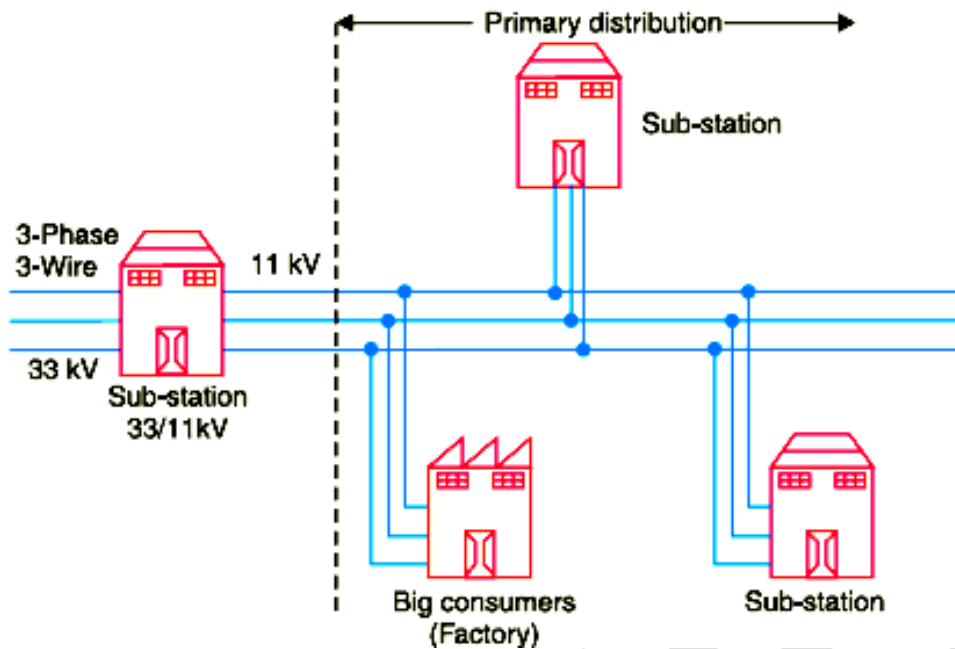 Primary distribution
Sub-station
3-Phase
3-Wire
11 kV
33 kV
Sub-station
33/11kV
Big consumers
(Factory)
Sub-station